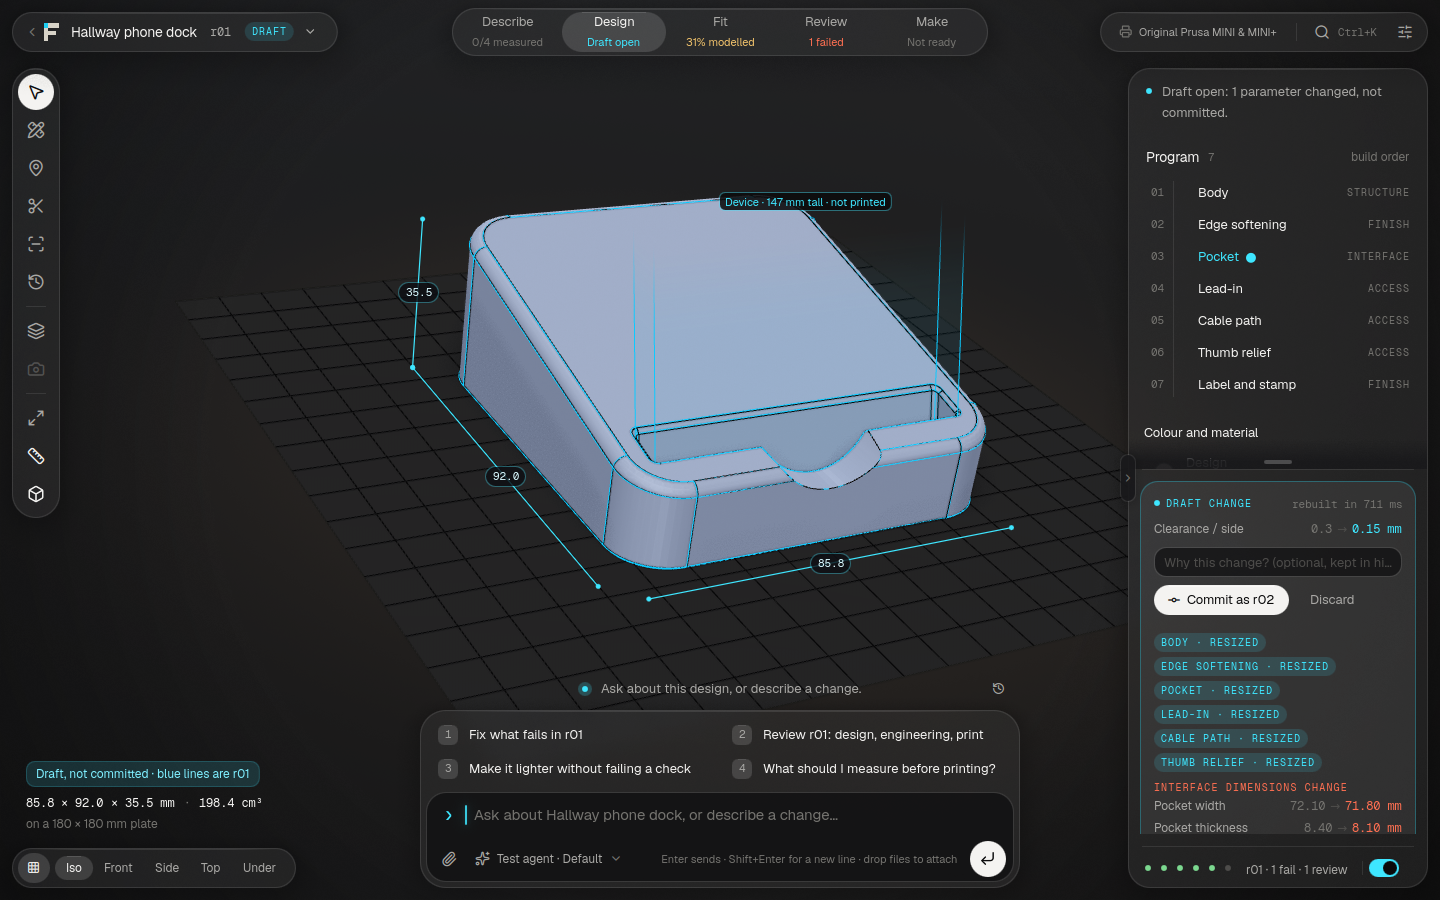 Hallway phone dock r01 DRAFT
Describe
0/4 measured
Design
Draft open
Fit
31% modelled
Review
1 failed
Make
Not ready
Original Prusa MINI & MINI+
Ctrl+K
Draft open: 1 parameter changed, not
committed.
Program 7 build order
01 Body STRUCTURE
02 Edge softening FINISH
03 Pocket INTERFACE
04 Lead-in ACCESS
05 Cable path ACCESS
06 Thumb relief ACCESS
07 Label and stamp FINISH
Colour and material
Design
DRAFT CHANGE rebuilt in 711 ms
Clearance / side 0.3 → 0.15 mm
Why this change? (optional, kept in hi…
Commit as r02 Discard
BODY · RESIZED
EDGE SOFTENING · RESIZED
POCKET · RESIZED
LEAD-IN · RESIZED
CABLE PATH · RESIZED
THUMB RELIEF · RESIZED
INTERFACE DIMENSIONS CHANGE
Pocket width 72.10 → 71.80 mm
Pocket thickness 8.40 → 8.10 mm
r01 · 1 fail · 1 review
Device · 147 mm tall · not printed
35.5
92.0
85.8
Ask about this design, or describe a change.
1 Fix what fails in r01
2 Review r01: design, engineering, print
3 Make it lighter without failing a check
4 What should I measure before printing?
Ask about Hallway phone dock, or describe a change…
Test agent · Default
Enter sends · Shift+Enter for a new line · drop files to attach
Draft, not committed · blue lines are r01
85.8 × 92.0 × 35.5 mm · 198.4 cm³
on a 180 × 180 mm plate
Iso Front Side Top Under